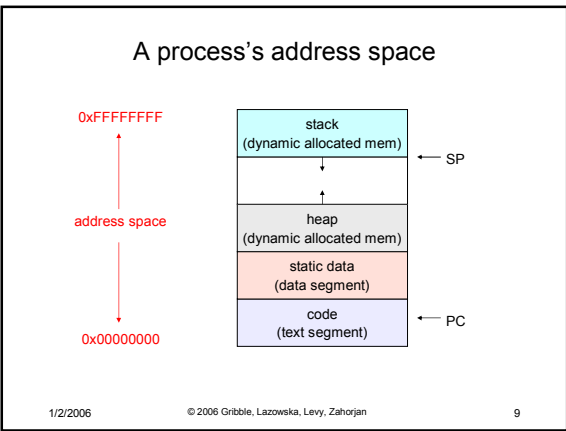 A process's address space
0xFFFFFFFF
stack
(dynamic allocated mem)
SP
address space
heap
(dynamic allocated mem)
static data
(data segment)
code
(text segment)
PC
0x00000000
1/2/2006
© 2006 Gribble, Lazowska, Levy, Zahorjan
9